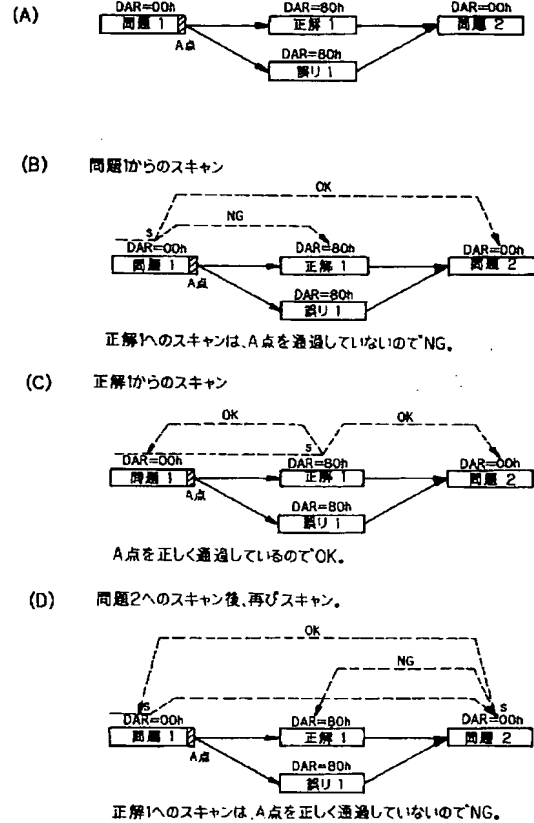 (A)
DAR=00h DAR=80h DAR=00h
問題 1 正解 1 問題 2
A点 DAR=80h
誤り 1
(B) 問題1からのスキャン
OK
S NG
DAR=00h DAR=80h DAR=00h
問題 1 正解 1 問題 2
A点 DAR=80h
誤り 1
正解1へのスキャンは、A点を通過していないのでNG。
(C) 正解1からのスキャン
OK S OK
DAR=00h DAR=80h DAR=00h
問題 1 正解 1 問題 2
A点 DAR=80h
誤り 1
A点を正しく通過しているのでOK。
(D) 問題2へのスキャン後、再びスキャン。
OK
NG
S S
DAR=00h DAR=80h DAR=00h
問題 1 正解 1 問題 2
A点 DAR=80h
誤り 1
正解1へのスキャンは、A点を正しく通過していないのでNG。